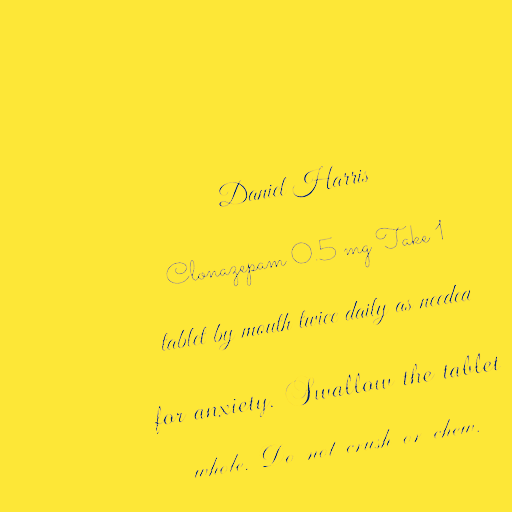 Daniel Harris
Clonazepam 0.5 mg Take 1
tablet by mouth twice daily as needed
for anxiety. Swallow the tablet
whole. Do not crush or chew.